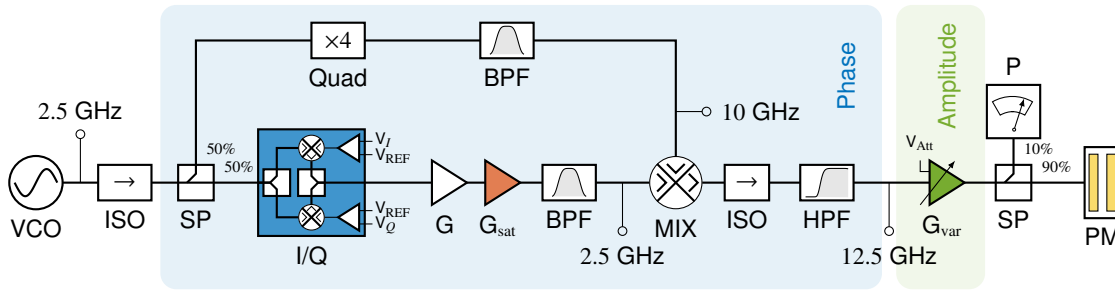 ×4
Quad
BPF
10 GHz
Phase
Amplitude
P
2.5 GHz
50%
50%
V_I
V_REF
V_REF
V_Q
V_Att
10%
90%
VCO
ISO
SP
I/Q
G
G_sat
BPF
2.5 GHz
MIX
ISO
HPF
12.5 GHz
G_var
SP
PM